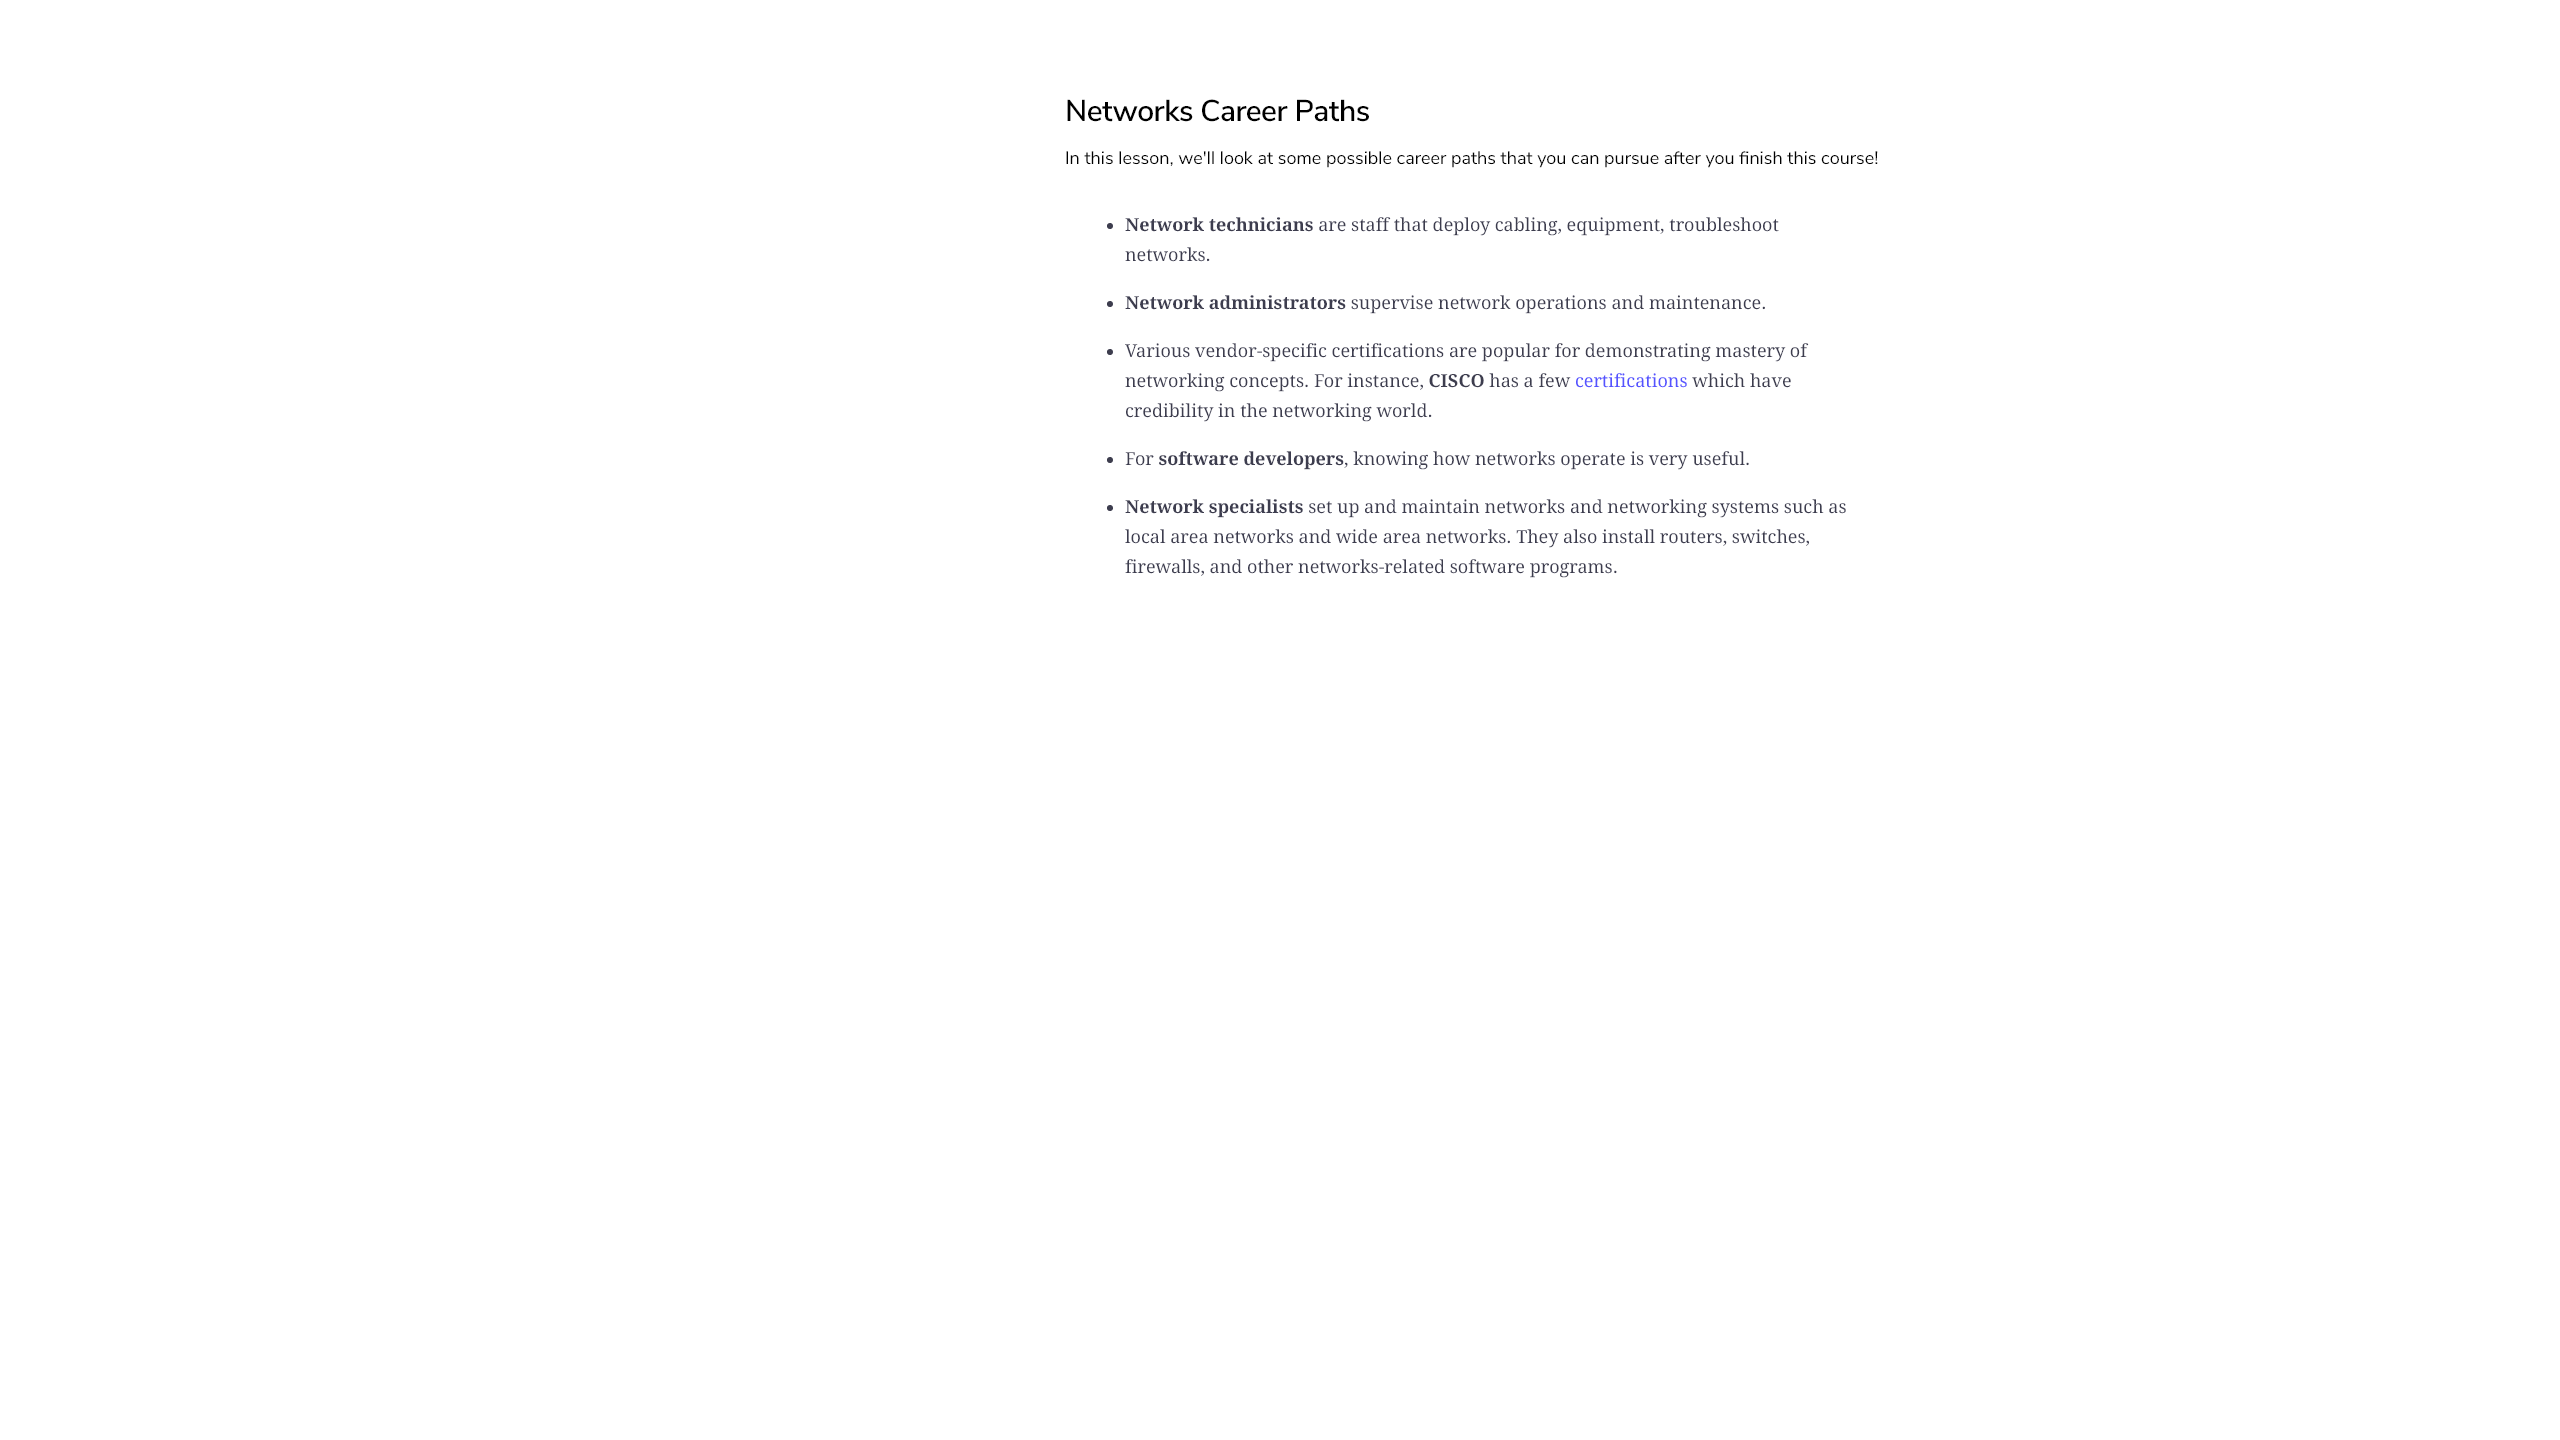 Networks Career Paths
In this lesson, we'll look at some possible career paths that you can pursue after you finish this course!
• Network technicians are staff that deploy cabling, equipment, troubleshoot
networks.
• Network administrators supervise network operations and maintenance.
• Various vendor-specific certifications are popular for demonstrating mastery of
networking concepts. For instance, CISCO has a few certifications which have
credibility in the networking world.
• For software developers, knowing how networks operate is very useful.
• Network specialists set up and maintain networks and networking systems such as
local area networks and wide area networks. They also install routers, switches,
firewalls, and other networks-related software programs.